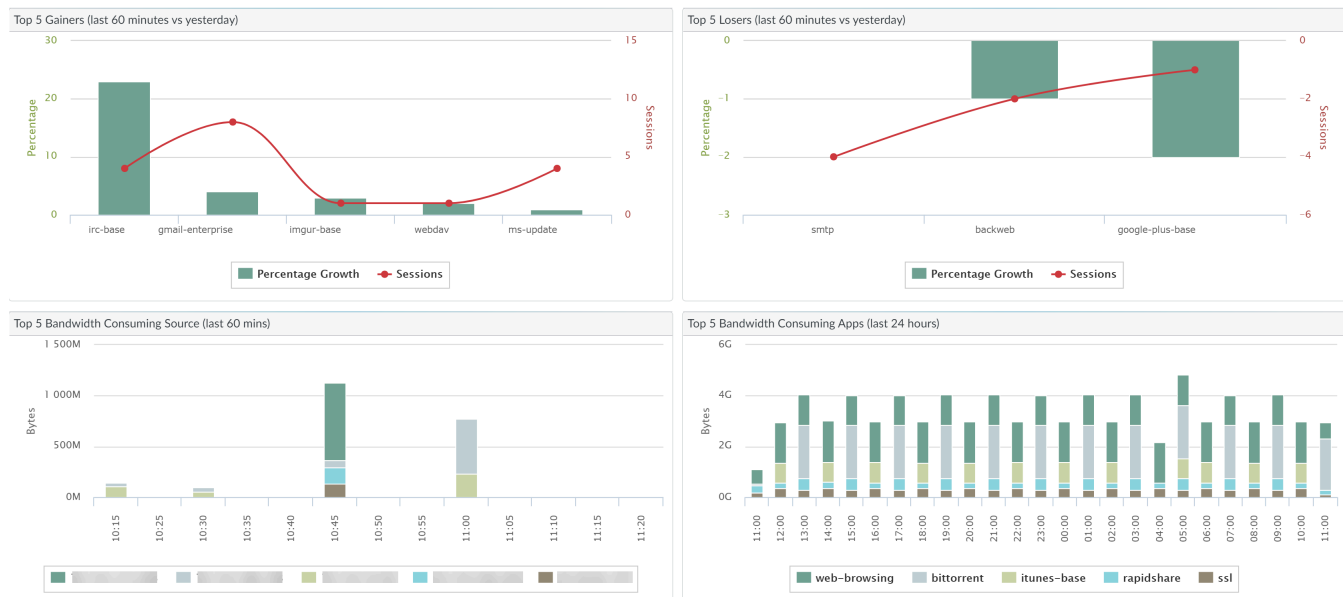 Top 5 Gainers (last 60 minutes vs yesterday)
30
20
10
0
Percentage
15
10
5
0
Sessions
irc-base gmail-enterprise imgur-base webdav ms-update
Percentage Growth Sessions
Top 5 Losers (last 60 minutes vs yesterday)
0
-1
-2
-3
Percentage
0
-2
-4
-6
Sessions
smtp backweb google-plus-base
Percentage Growth Sessions
Top 5 Bandwidth Consuming Source (last 60 mins)
1 500M
1 000M
500M
0M
Bytes
10:15 10:25 10:30 10:35 10:40 10:45 10:50 10:55 11:00 11:05 11:10 11:15 11:20
Top 5 Bandwidth Consuming Apps (last 24 hours)
6G
4G
2G
0G
Bytes
11:00 12:00 13:00 14:00 15:00 16:00 17:00 18:00 19:00 20:00 21:00 22:00 23:00 00:00 01:00 02:00 03:00 04:00 05:00 06:00 07:00 08:00 09:00 10:00 11:00
web-browsing bittorrent itunes-base rapidshare ssl